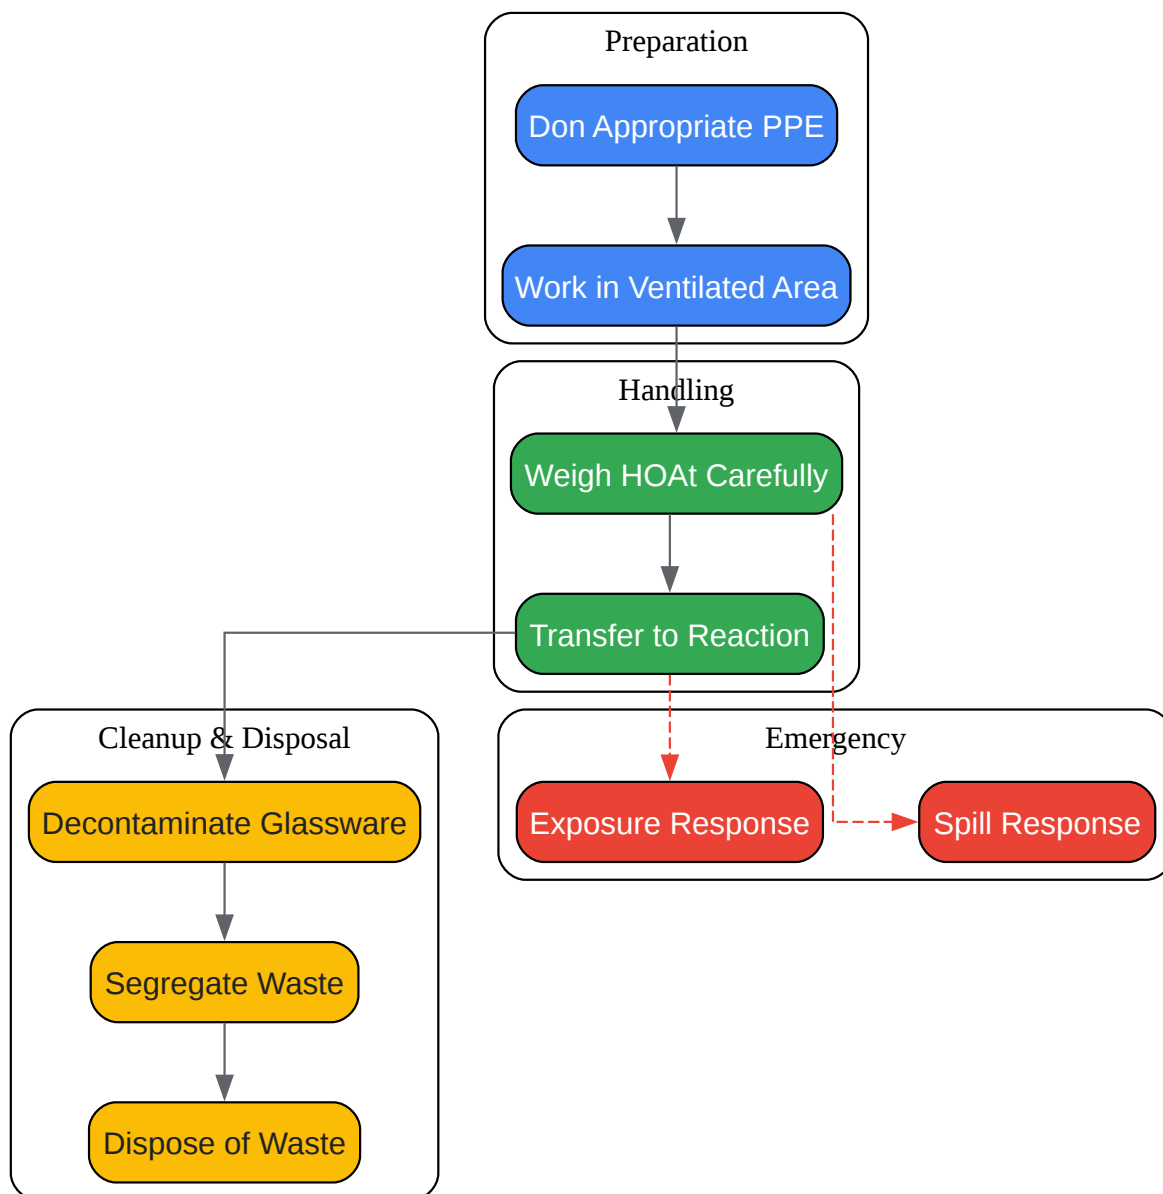 Preparation
Don Appropriate PPE
Work in Ventilated Area
Handling
Weigh HOAt Carefully
Transfer to Reaction
Cleanup & Disposal
Decontaminate Glassware
Segregate Waste
Dispose of Waste
Emergency
Exposure Response
Spill Response